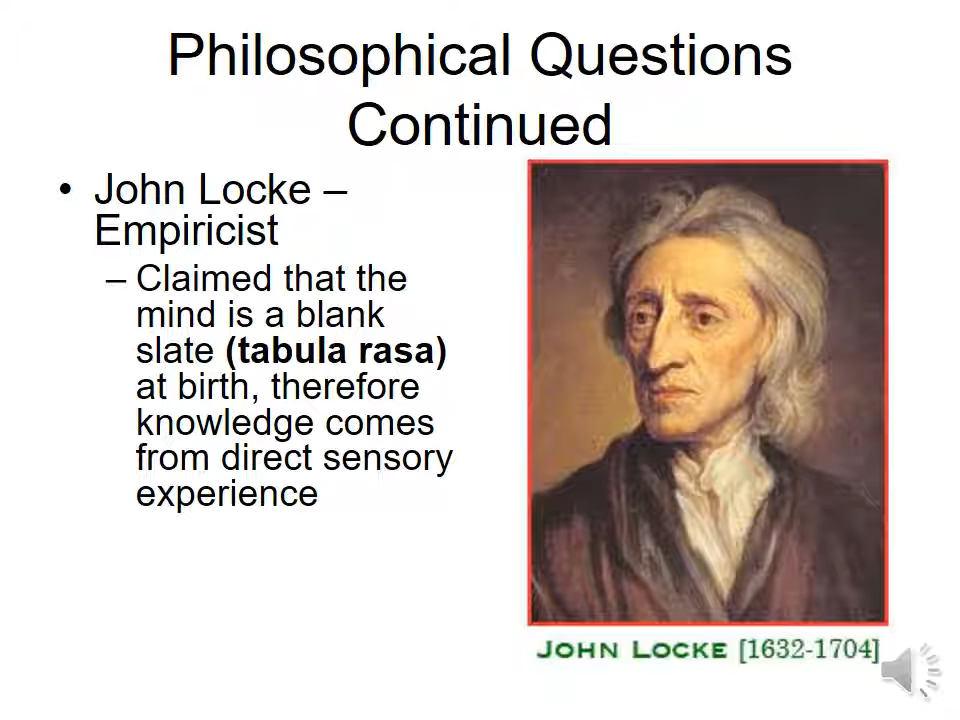 Philosophical Questions
Continued
• John Locke –
Empiricist
– Claimed that the
mind is a blank
slate (tabula rasa)
at birth, therefore
knowledge comes
from direct sensory
experience
JOHN LOCKE [1632-1704]